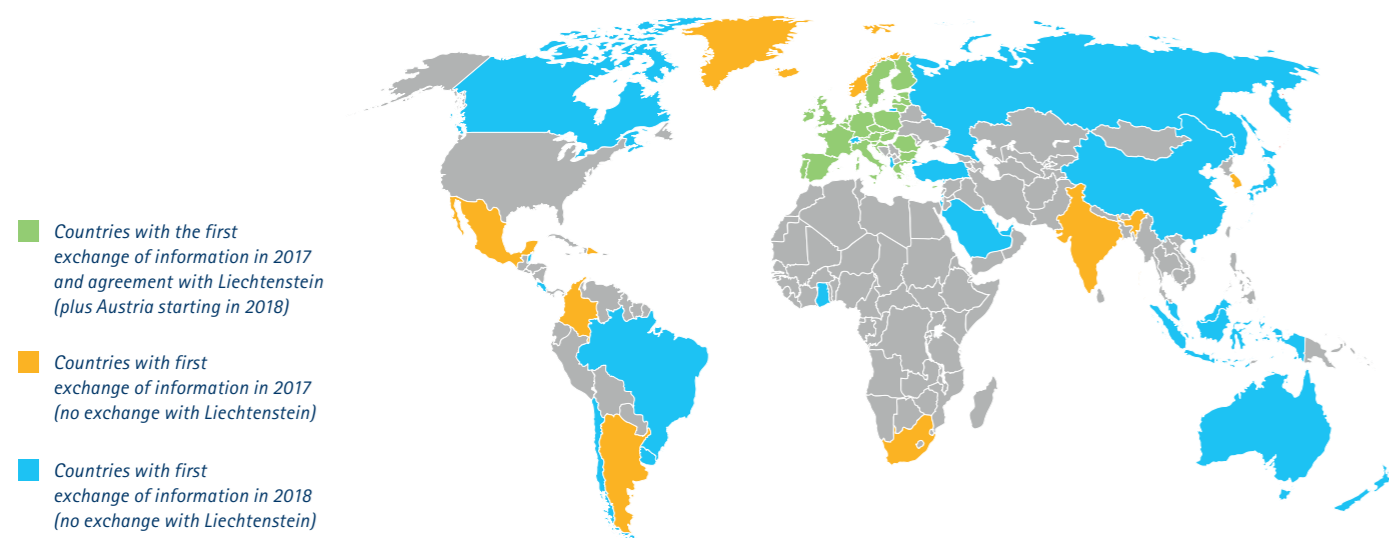 Countries with the first
exchange of information in 2017
and agreement with Liechtenstein
(plus Austria starting in 2018)
Countries with first
exchange of information in 2017
(no exchange with Liechtenstein)
Countries with first
exchange of information in 2018
(no exchange with Liechtenstein)